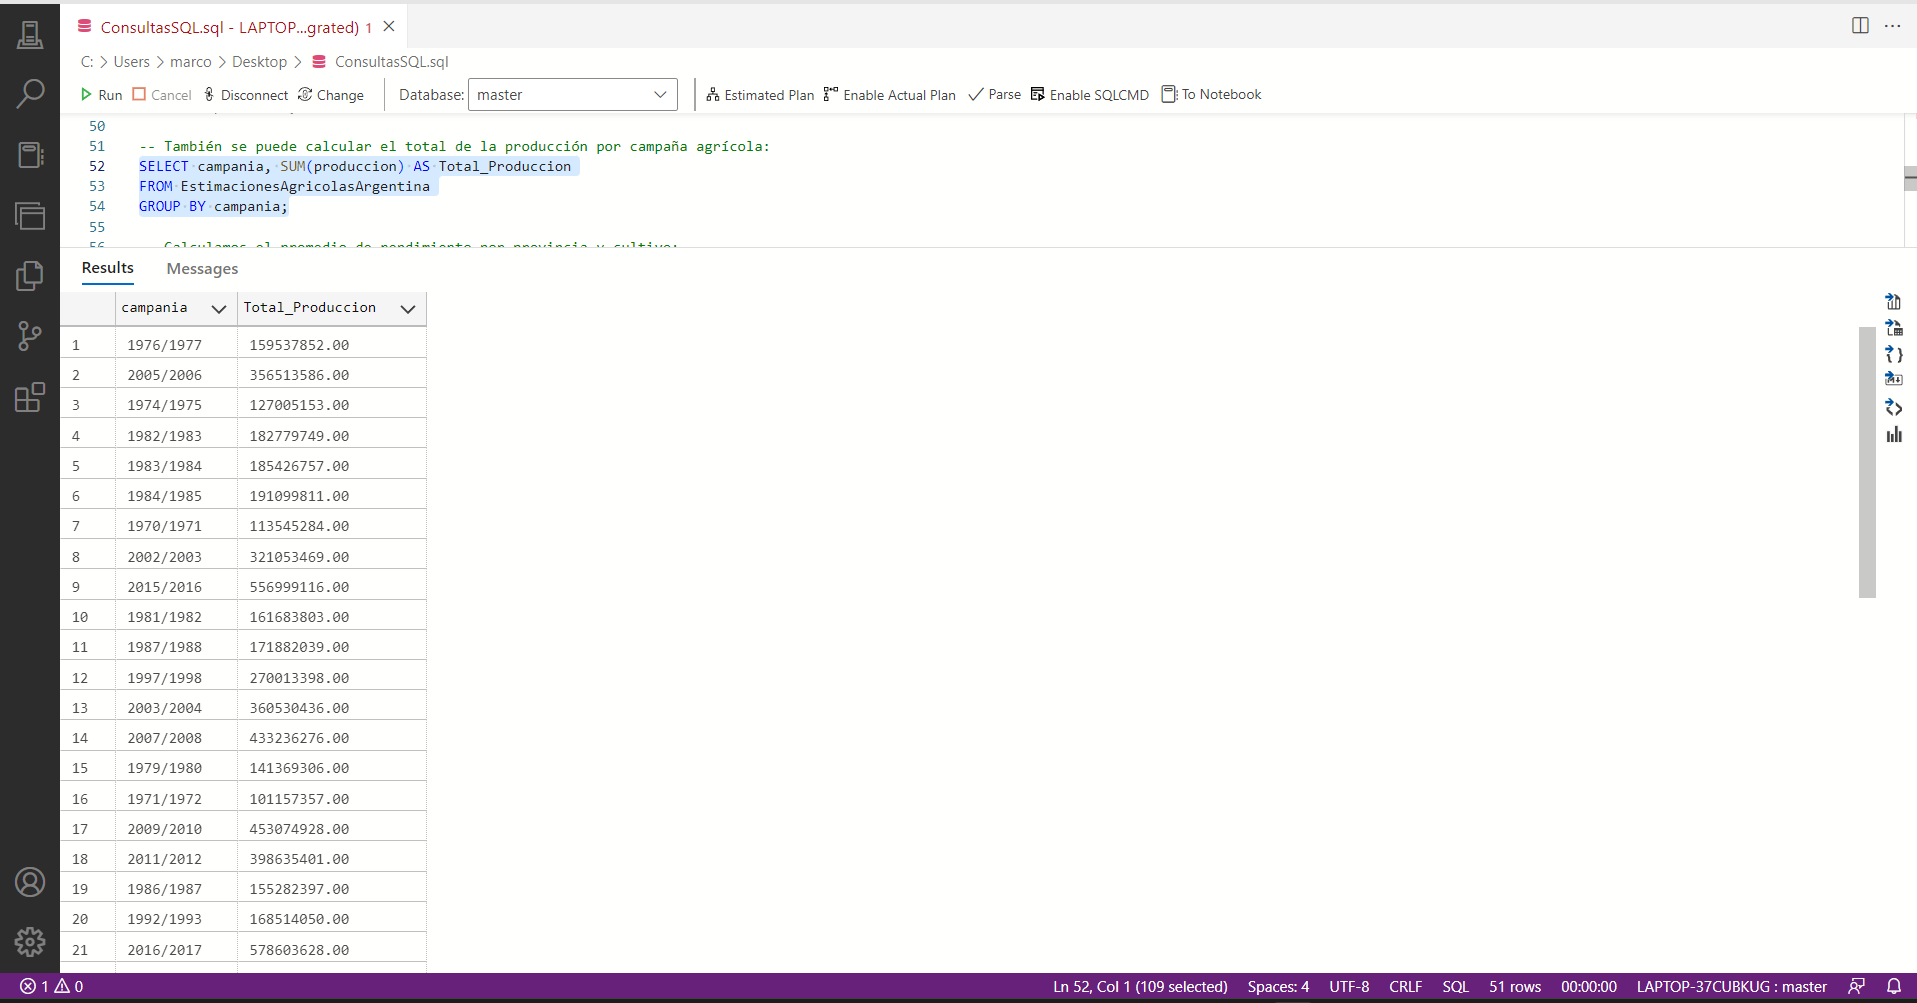 ConsultasSQL.sql - LAPTOP...grated) 1
C: > Users > marco > Desktop > ConsultasSQL.sql
Run Cancel Disconnect Change Database: master Estimated Plan Enable Actual Plan Parse Enable SQLCMD To Notebook
50
51 -- También se puede calcular el total de la producción por campaña agrícola:
52 SELECT campania, SUM(produccion) AS Total_Produccion
53 FROM EstimacionesAgricolasArgentina
54 GROUP BY campania;
55
56 Calculamos el promedio de rendimiento por provincia y cultivo:
Results Messages
campania Total_Produccion
1 1976/1977 159537852.00
2 2005/2006 356513586.00
3 1974/1975 127005153.00
4 1982/1983 182779749.00
5 1983/1984 185426757.00
6 1984/1985 191099811.00
7 1970/1971 113545284.00
8 2002/2003 321053469.00
9 2015/2016 556999116.00
10 1981/1982 161683803.00
11 1987/1988 171882039.00
12 1997/1998 270013398.00
13 2003/2004 360530436.00
14 2007/2008 433236276.00
15 1979/1980 141369306.00
16 1971/1972 101157357.00
17 2009/2010 453074928.00
18 2011/2012 398635401.00
19 1986/1987 155282397.00
20 1992/1993 168514050.00
21 2016/2017 578603628.00
1 0 Ln 52, Col 1 (109 selected) Spaces: 4 UTF-8 CRLF SQL 51 rows 00:00:00 LAPTOP-37CUBKUG : master